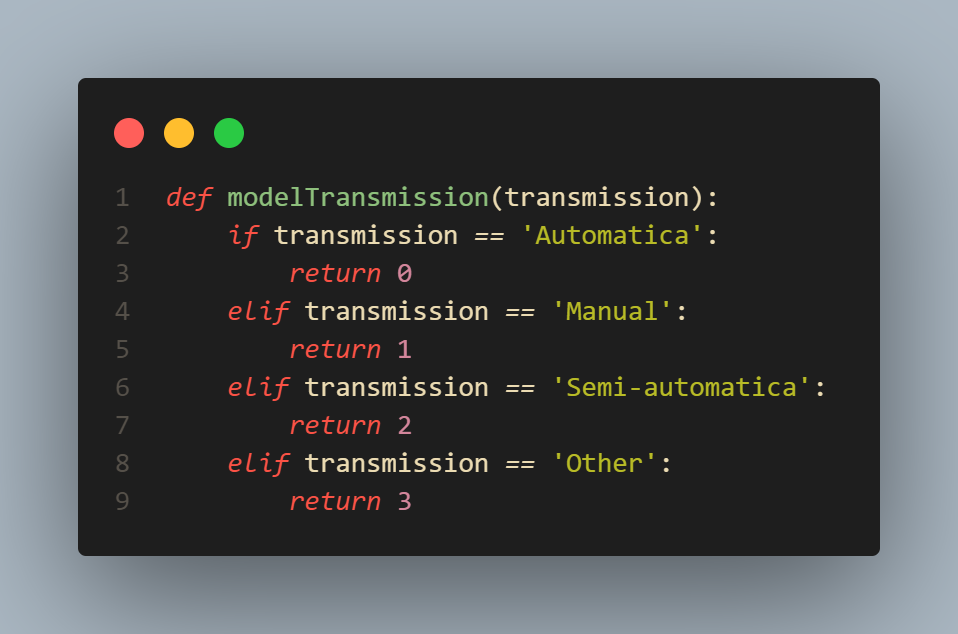 1 def modelTransmission(transmission):
2     if transmission == 'Automatica':
3         return 0
4     elif transmission == 'Manual':
5         return 1
6     elif transmission == 'Semi-automatica':
7         return 2
8     elif transmission == 'Other':
9         return 3